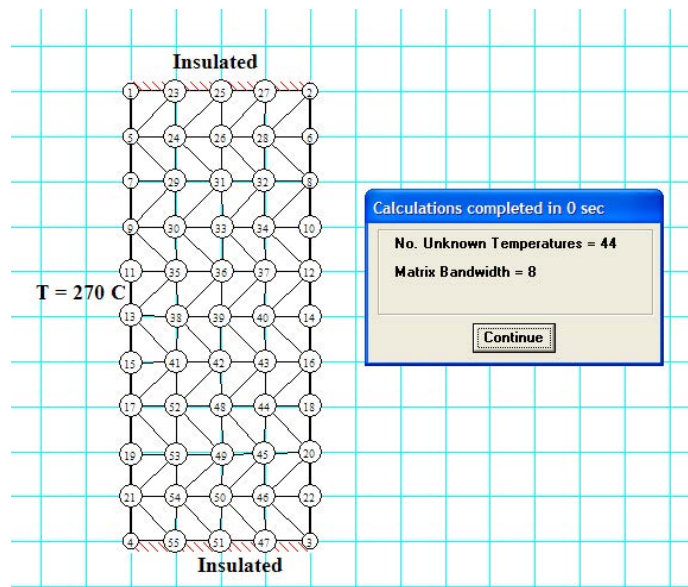 Insulated
1 23 25 27 2
5 24 26 28 6
7 29 31 32 8
9 30 33 34 10
11 35 36 37 12
T = 270 C
13 38 39 40 14
15 41 42 43 16
17 52 48 44 18
19 53 49 45 20
21 54 50 46 22
4 55 51 47 3
Insulated
Calculations completed in 0 sec
No. Unknown Temperatures = 44
Matrix Bandwidth = 8
Continue